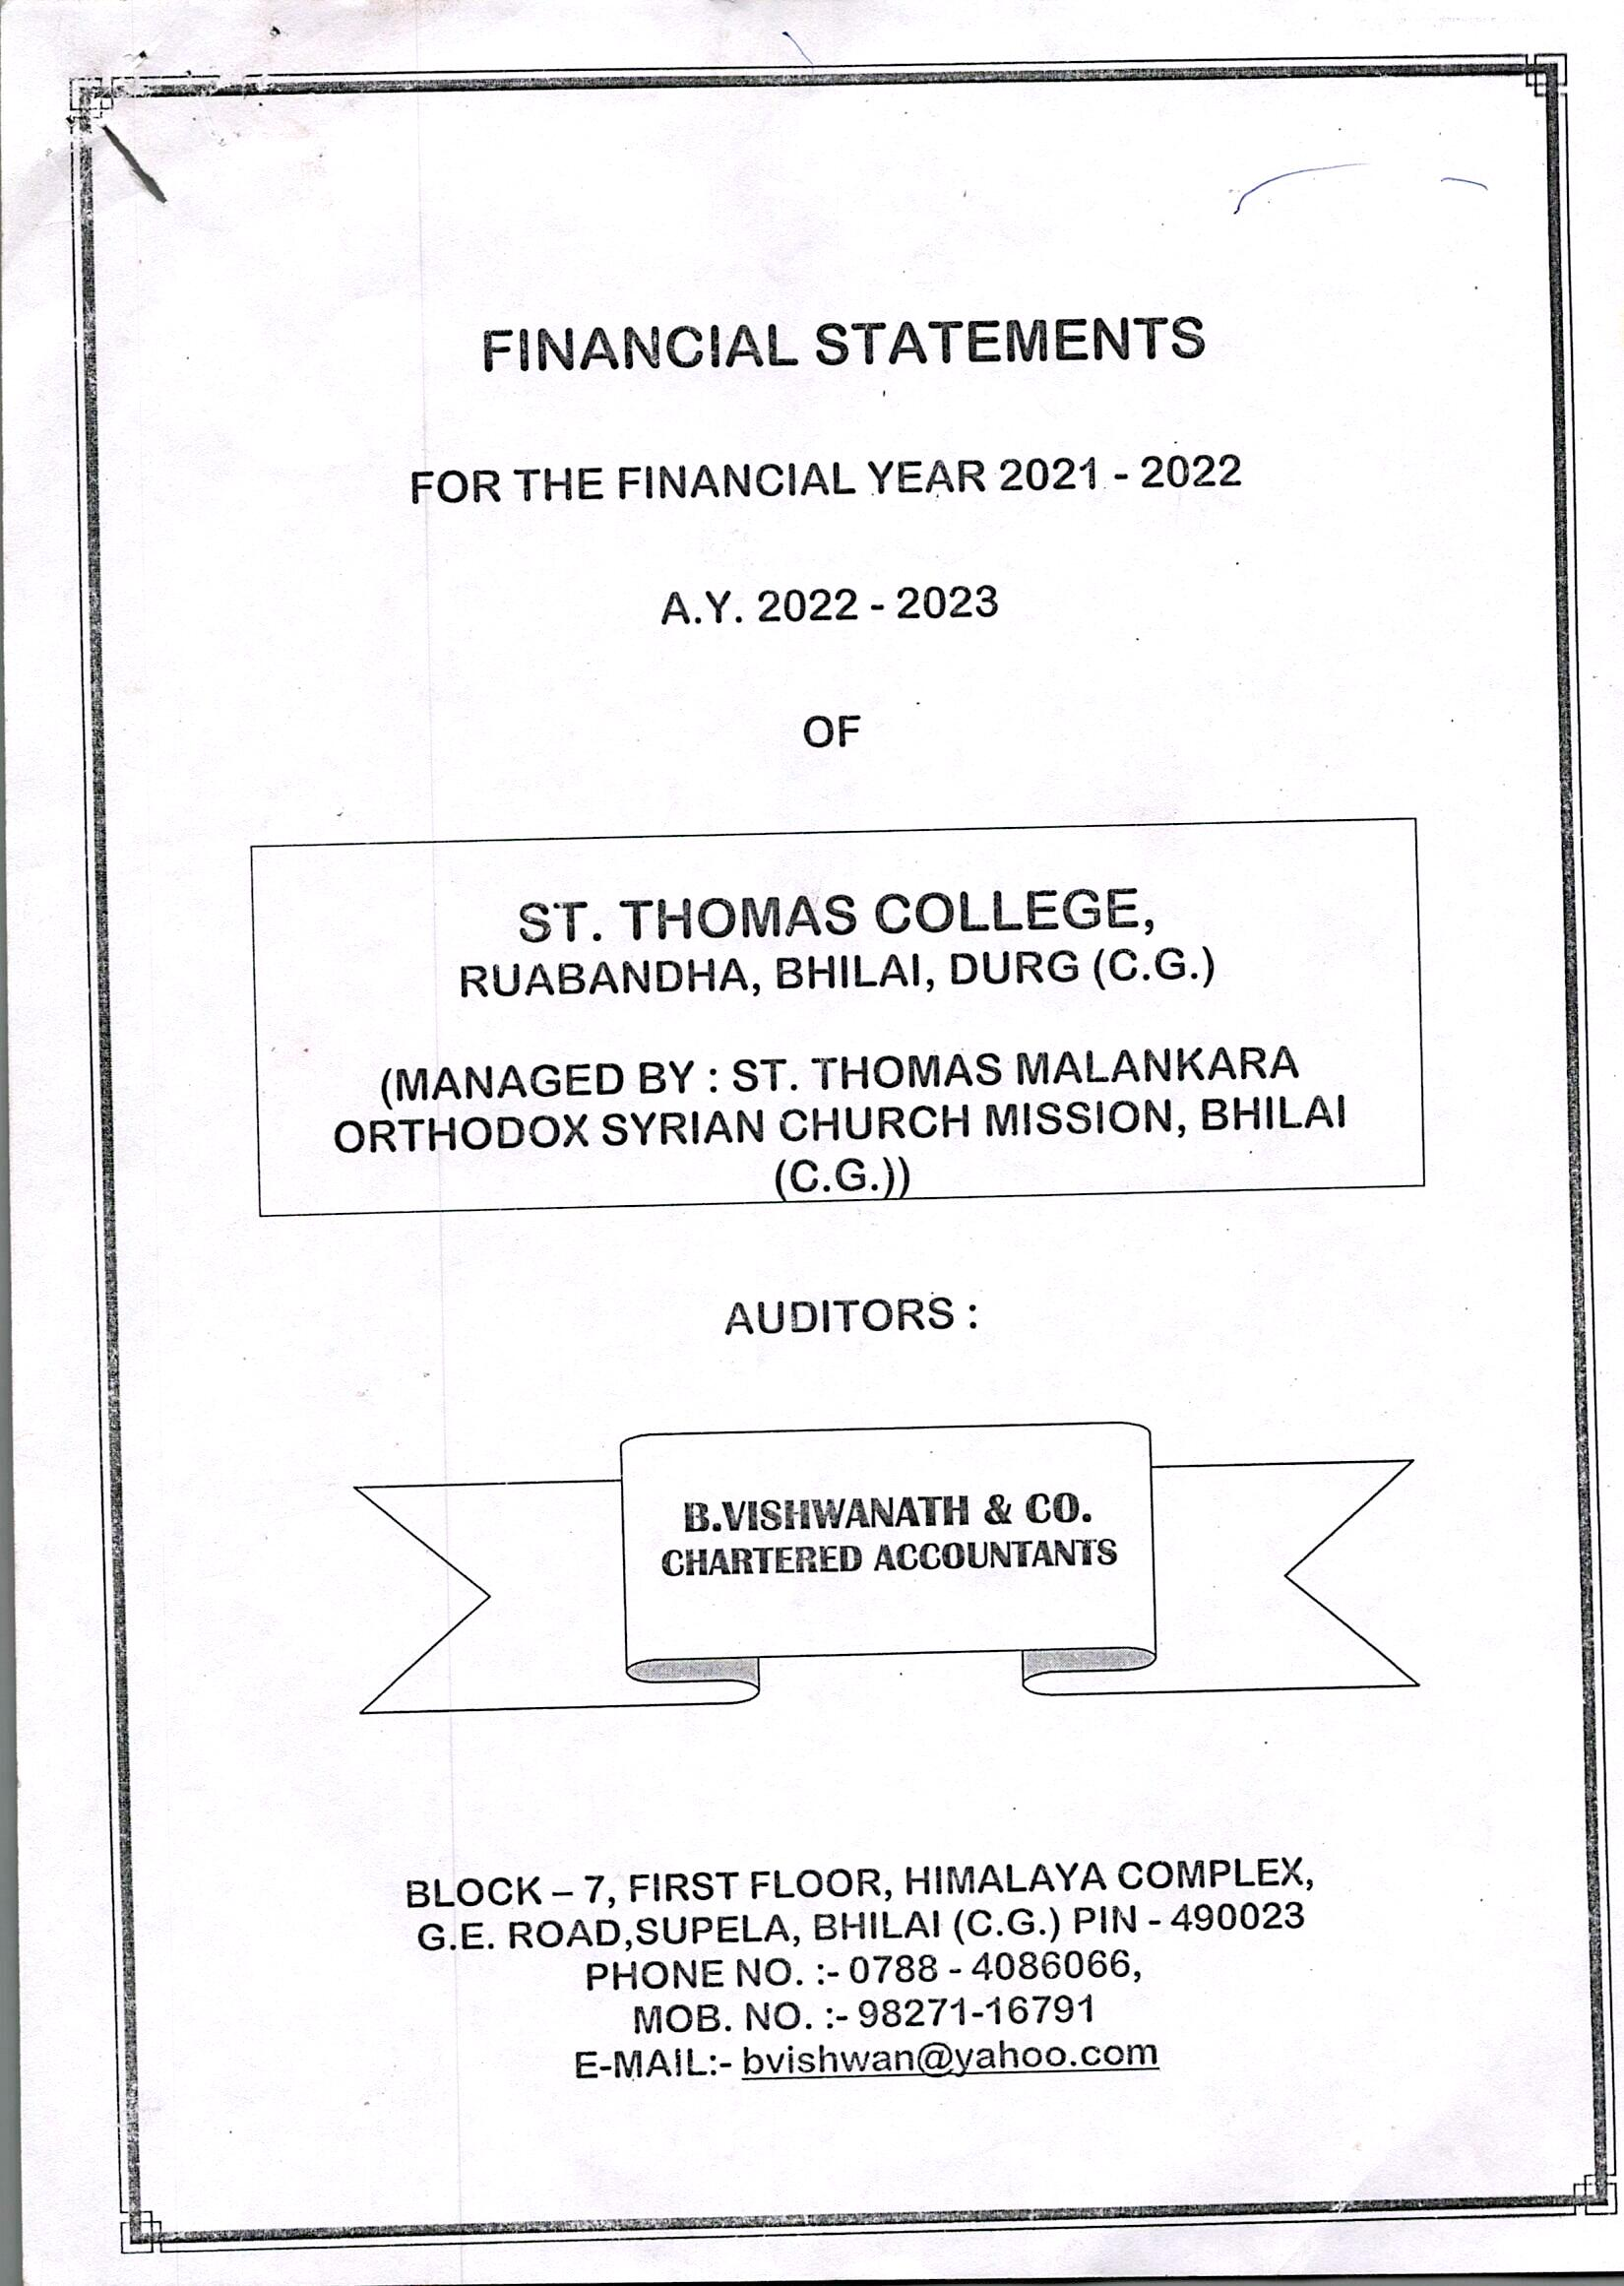 FINANCIAL STATEMENTS
FOR THE FINANCIAL YEAR 2021 - 2022
A.Y. 2022 - 2023
OF
ST. THOMAS COLLEGE,
RUABANDHA, BHILAI, DURG (C.G.)
(MANAGED BY : ST. THOMAS MALANKARA
ORTHODOX SYRIAN CHURCH MISSION, BHILAI
(C.G.))
AUDITORS :
B.VISHWANATH & CO.
CHARTERED ACCOUNTANTS
BLOCK – 7, FIRST FLOOR, HIMALAYA COMPLEX,
G.E. ROAD,SUPELA, BHILAI (C.G.) PIN - 490023
PHONE NO. :- 0788 - 4086066,
MOB. NO. :- 98271-16791
E-MAIL:- bvishwan@yahoo.com